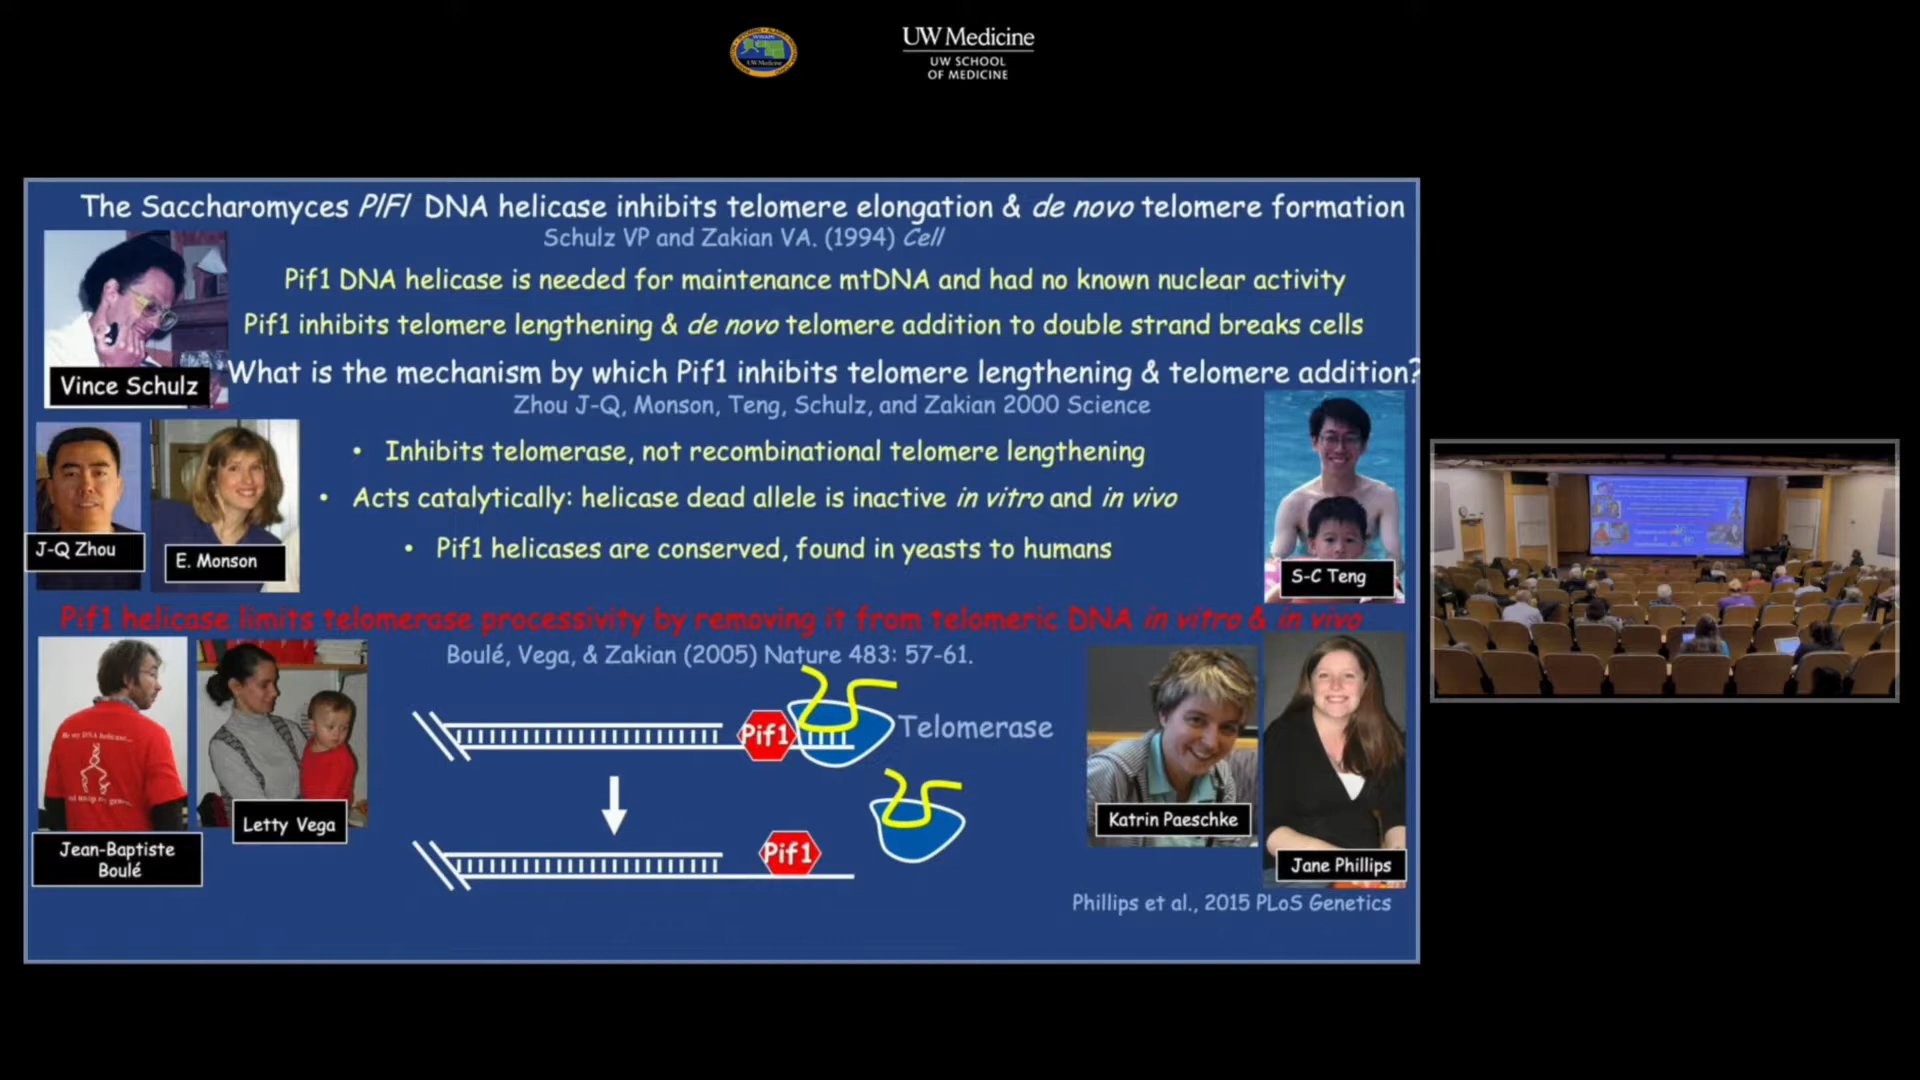 UW Medicine
UW SCHOOL
OF MEDICINE
The Saccharomyces PIF1 DNA helicase inhibits telomere elongation & de novo telomere formation
Schulz VP and Zakian VA. (1994) Cell
Pif1 DNA helicase is needed for maintenance mtDNA and had no known nuclear activity
Pif1 inhibits telomere lengthening & de novo telomere addition to double strand breaks cells
Vince Schulz
What is the mechanism by which Pif1 inhibits telomere lengthening & telomere addition?
Zhou J-Q, Monson, Teng, Schulz, and Zakian 2000 Science
• Inhibits telomerase, not recombinational telomere lengthening
• Acts catalytically: helicase dead allele is inactive in vitro and in vivo
• Pif1 helicases are conserved, found in yeasts to humans
J-Q Zhou
E. Monson
S-C Teng
Pif1 helicase limits telomerase processivity by removing it from telomeric DNA in vitro & in vivo
Boulé, Vega, & Zakian (2005) Nature 483: 57-61.
Pif1
Telomerase
Pif1
Jean-Baptiste
Boulé
Letty Vega
Katrin Paeschke
Jane Phillips
Phillips et al., 2015 PLoS Genetics